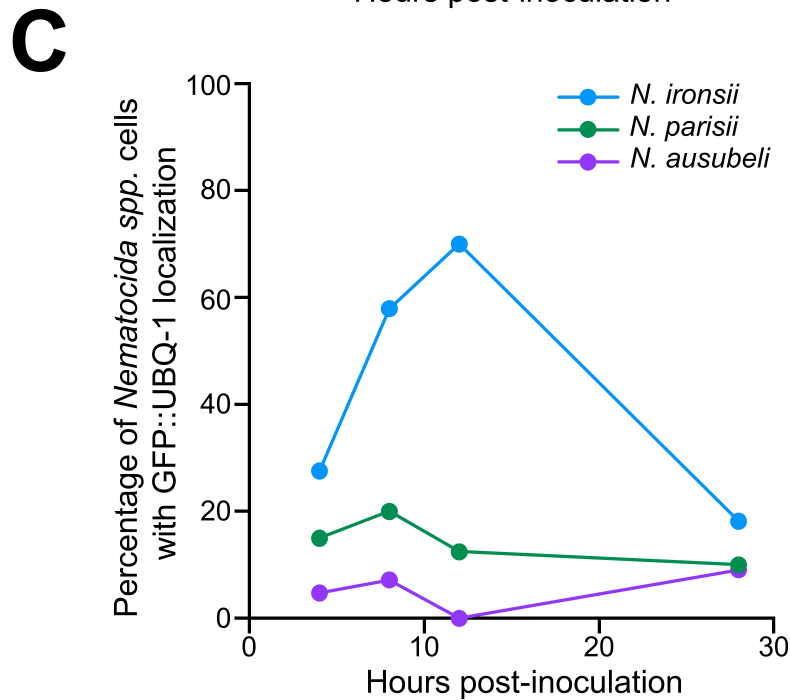 Hours post-inoculation
C
Percentage of Nematocida spp. cells
with GFP::UBQ-1 localization
100
80
60
40
20
0
N. ironsii
N. parisii
N. ausubeli
0 10 20 30
Hours post-inoculation